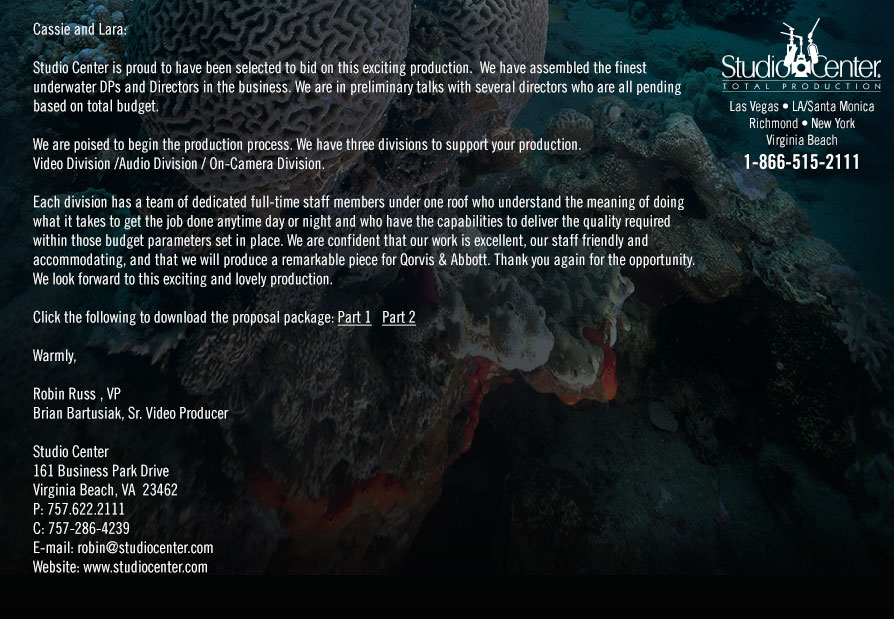 Cassie and Lara:
Studio Center is proud to have been selected to bid on this exciting production.  We have assembled the finest
underwater DPs and Directors in the business. We are in preliminary talks with several directors who are all pending
based on total budget.
We are poised to begin the production process. We have three divisions to support your production.
Video Division /Audio Division / On-Camera Division.
Each division has a team of dedicated full-time staff members under one roof who understand the meaning of doing
what it takes to get the job done anytime day or night and who have the capabilities to deliver the quality required
within those budget parameters set in place. We are confident that our work is excellent, our staff friendly and
accommodating, and that we will produce a remarkable piece for Qorvis & Abbott. Thank you again for the opportunity.
We look forward to this exciting and lovely production.
Click the following to download the proposal package: Part 1   Part 2
Warmly,
Robin Russ , VP
Brian Bartusiak, Sr. Video Producer
Studio Center
161 Business Park Drive
Virginia Beach, VA  23462
P: 757.622.2111
C: 757-286-4239
E-mail: robin@studiocenter.com
Website: www.studiocenter.com
Studio Center.
TOTAL PRODUCTION
Las Vegas • LA/Santa Monica
Richmond • New York
Virginia Beach
1-866-515-2111